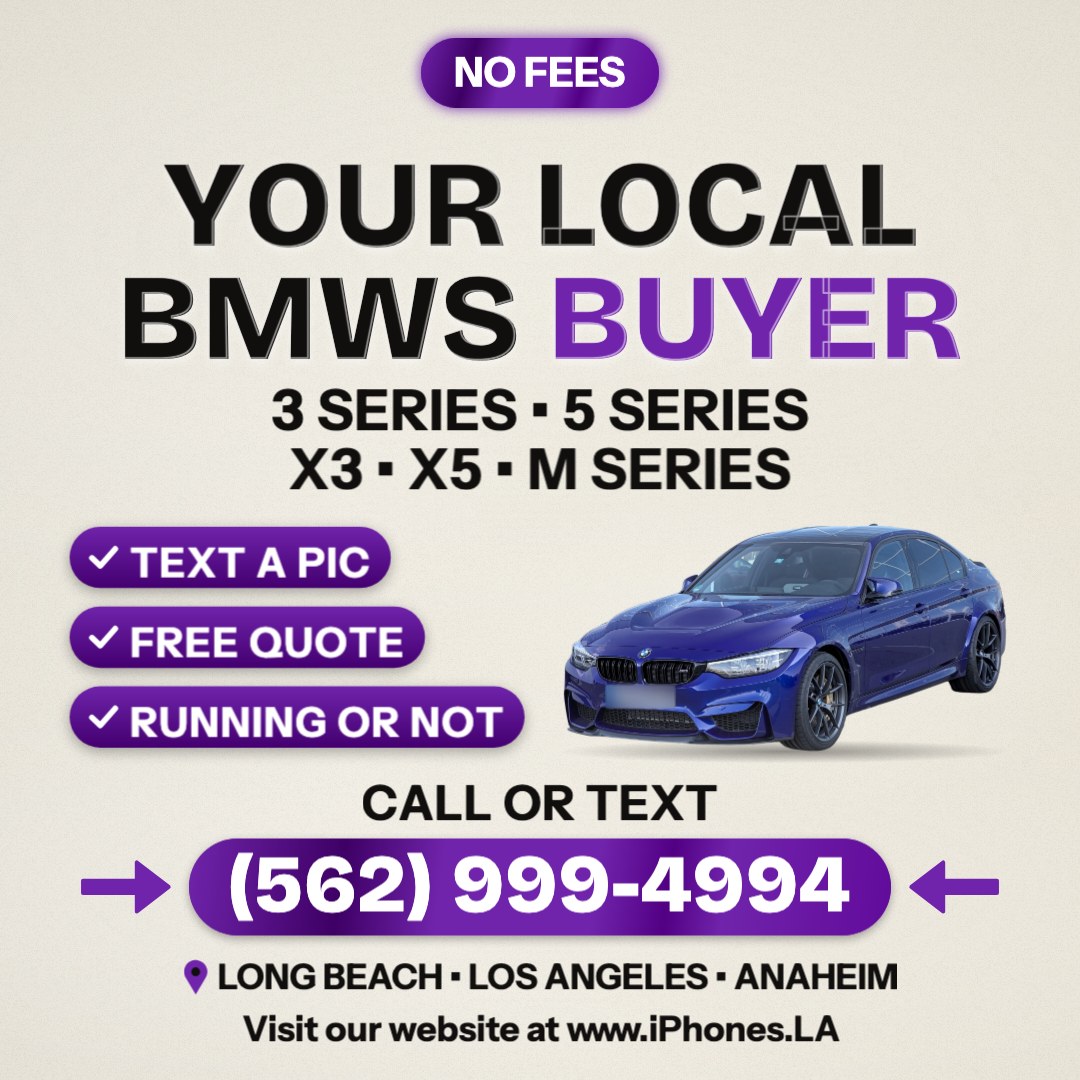 NO FEES
YOUR LOCAL
BMWS BUYER
3 SERIES ▪ 5 SERIES
X3 ▪ X5 ▪ M SERIES
✓ TEXT A PIC
✓ FREE QUOTE
✓ RUNNING OR NOT
CALL OR TEXT
(562) 999-4994
LONG BEACH ▪ LOS ANGELES ▪ ANAHEIM
Visit our website at www.iPhones.LA